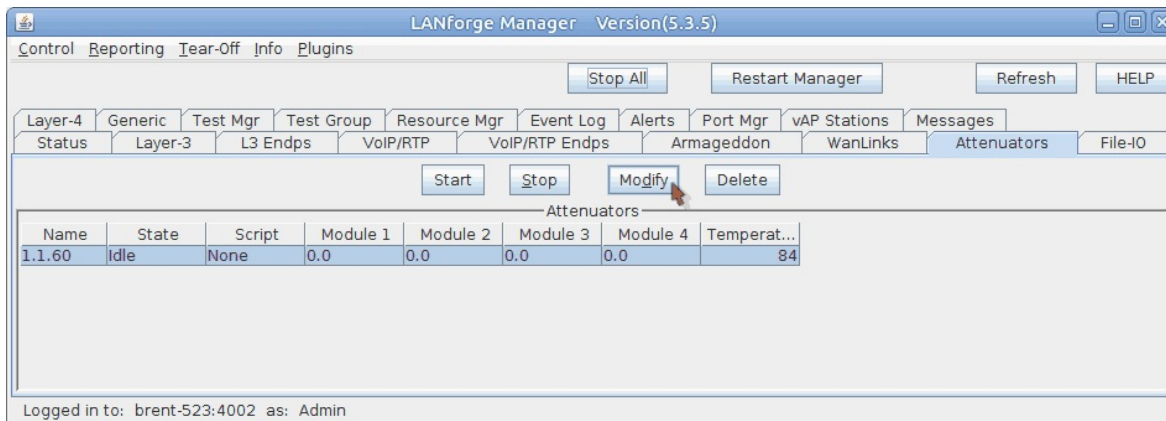 LANforge Manager Version(5.3.5)
Control Reporting Tear-Off Info Plugins
Stop All Restart Manager Refresh HELP
Layer-4 Generic Test Mgr Test Group Resource Mgr Event Log Alerts Port Mgr vAP Stations Messages
Status Layer-3 L3 Endps VoIP/RTP VoIP/RTP Endps Armageddon WanLinks Attenuators File-IO
Start Stop Modify Delete
Attenuators
Name State Script Module 1 Module 2 Module 3 Module 4 Temperat...
1.1.60 Idle None 0.0 0.0 0.0 0.0 84
Logged in to: brent-523:4002 as: Admin